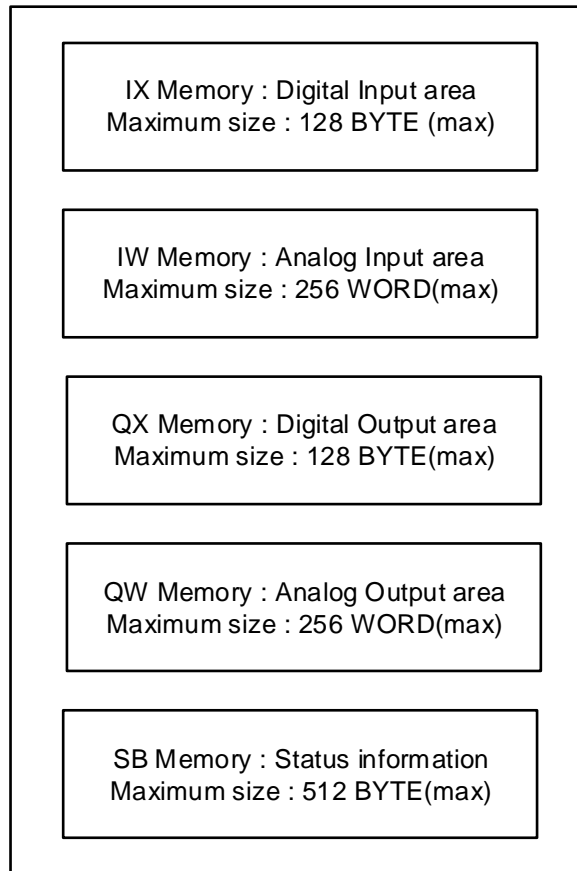 IX Memory : Digital Input area
Maximum size : 128 BYTE (max)
IW Memory : Analog Input area
Maximum size : 256 WORD(max)
QX Memory : Digital Output area
Maximum size : 128 BYTE(max)
QW Memory : Analog Output area
Maximum size : 256 WORD(max)
SB Memory : Status information
Maximum size : 512 BYTE(max)